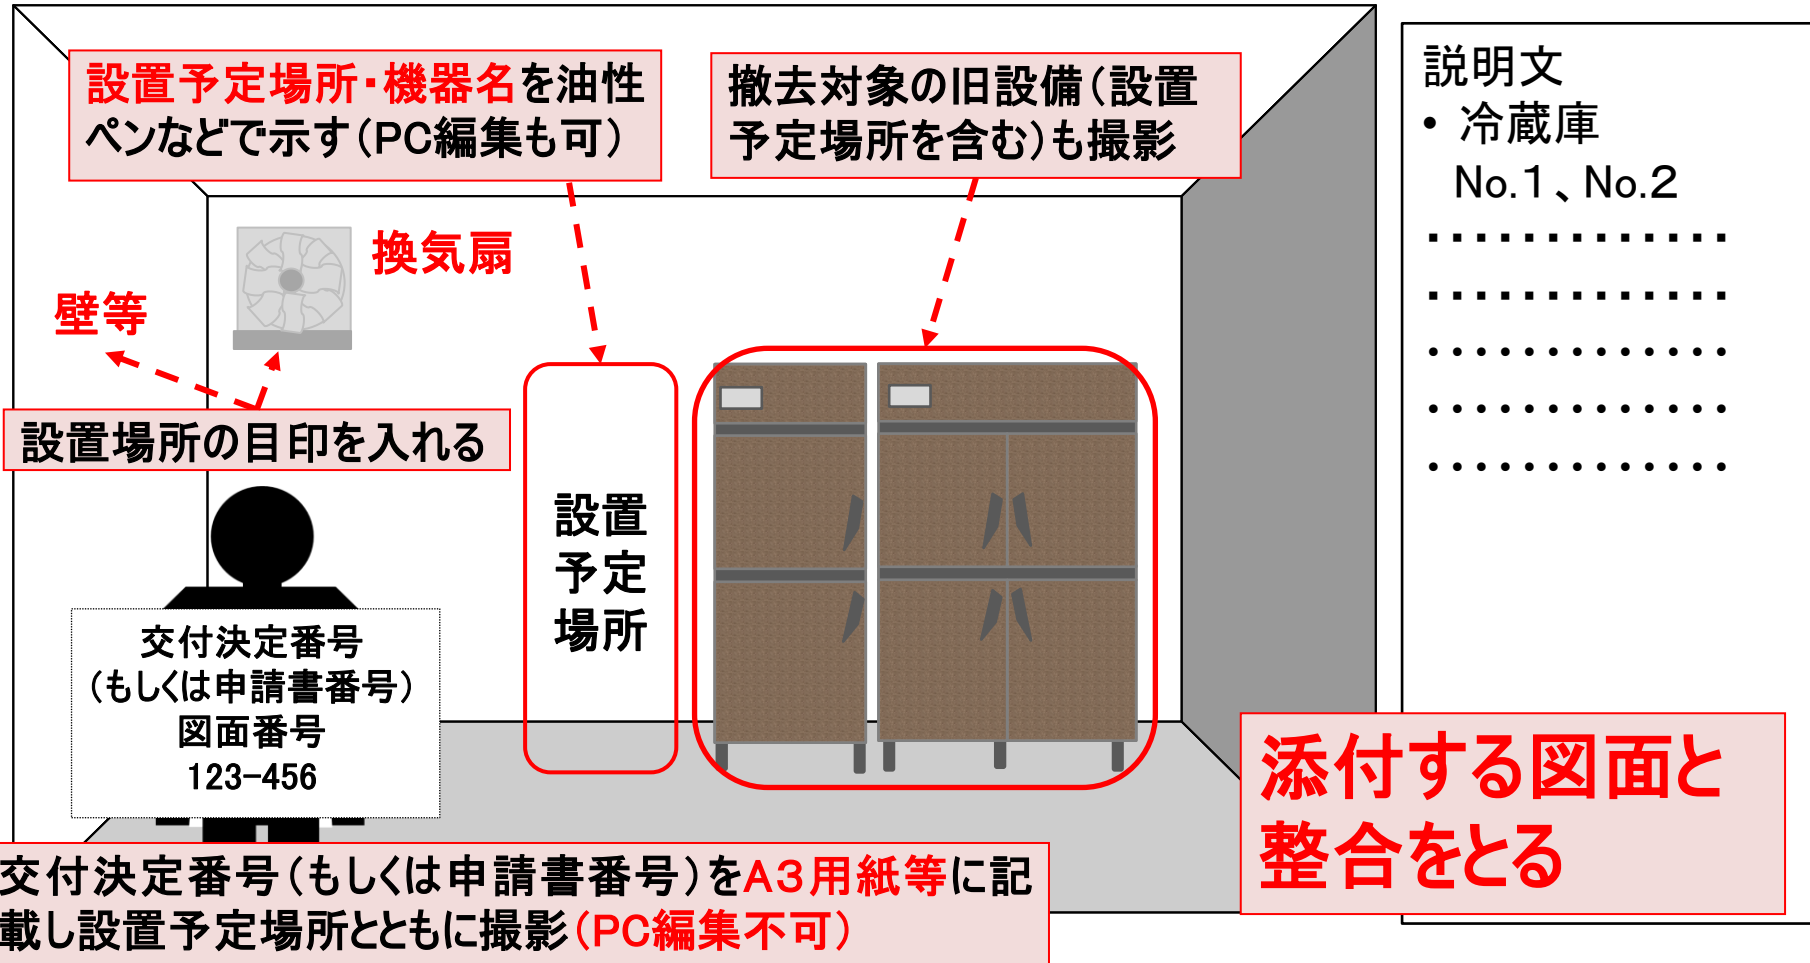 設置予定場所・機器名を油性
ペンなどで示す(PC編集も可)
撤去対象の旧設備(設置
予定場所を含む)も撮影
換気扇
壁等
設置場所の目印を入れる
設置
予定
場所
交付決定番号
(もしくは申請書番号)
図面番号
123-456
交付決定番号(もしくは申請書番号)をA3用紙等に記
載し設置予定場所とともに撮影(PC編集不可)
添付する図面と
整合をとる
説明文
• 冷蔵庫
No.1、No.2
・・・・・・・・・・・・・
・・・・・・・・・・・・・
・・・・・・・・・・・・・
・・・・・・・・・・・・・
・・・・・・・・・・・・・